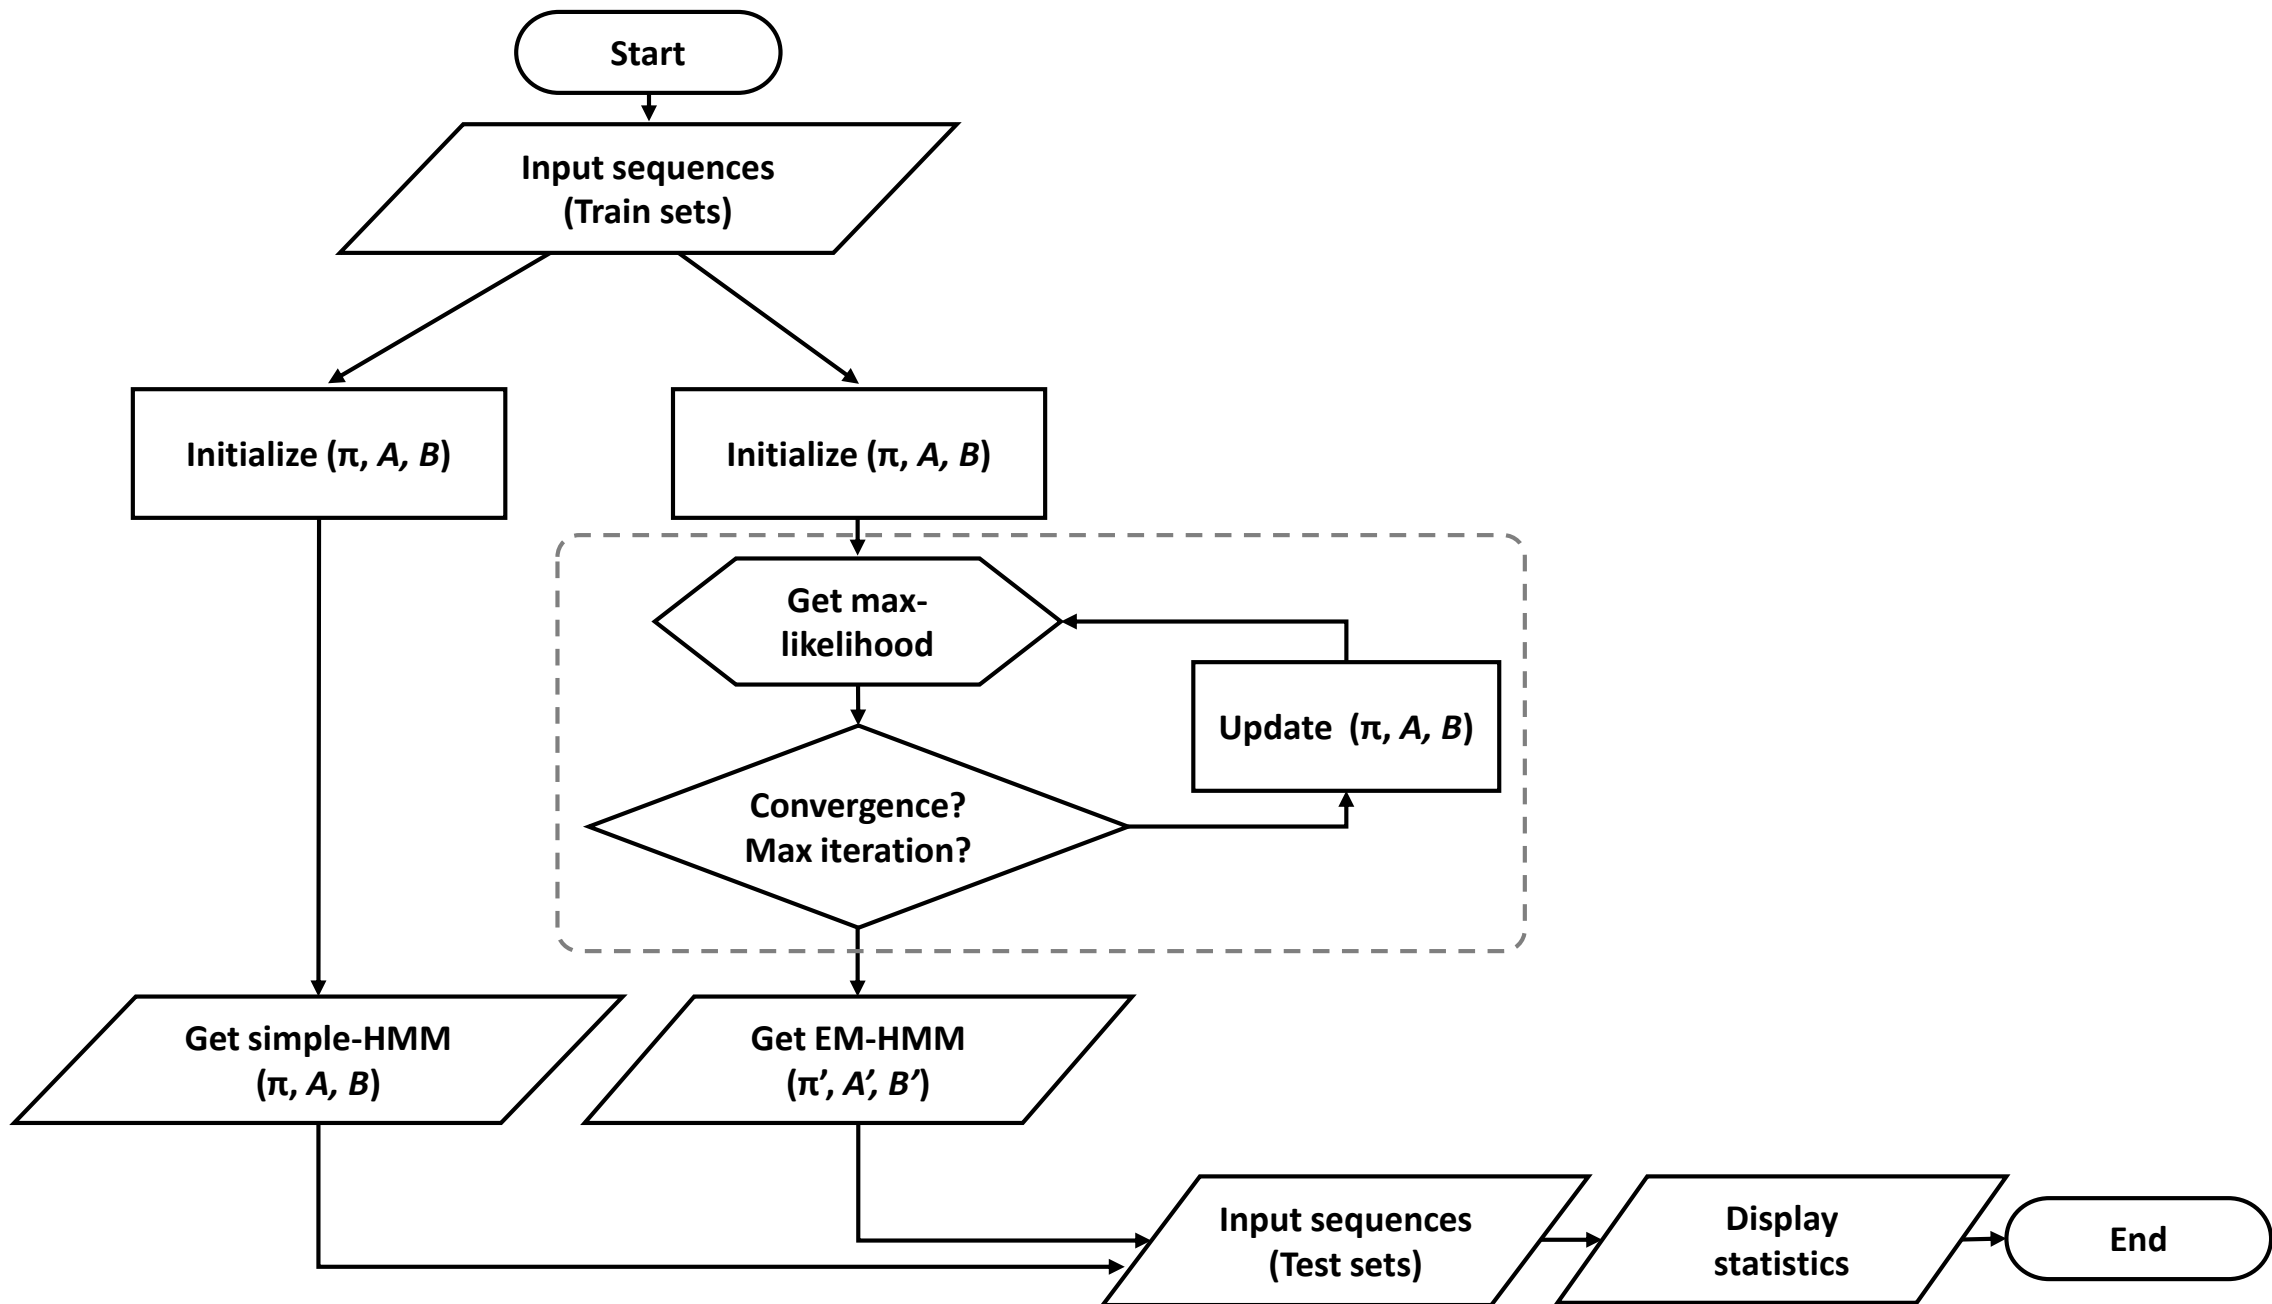 Start
Input sequences
(Train sets)
Initialize (π, A, B)
Initialize (π, A, B)
Get max-
likelihood
Update (π, A, B)
Convergence?
Max iteration?
Get simple-HMM
(π, A, B)
Get EM-HMM
(π’, A’, B’)
Input sequences
(Test sets)
Display
statistics
End